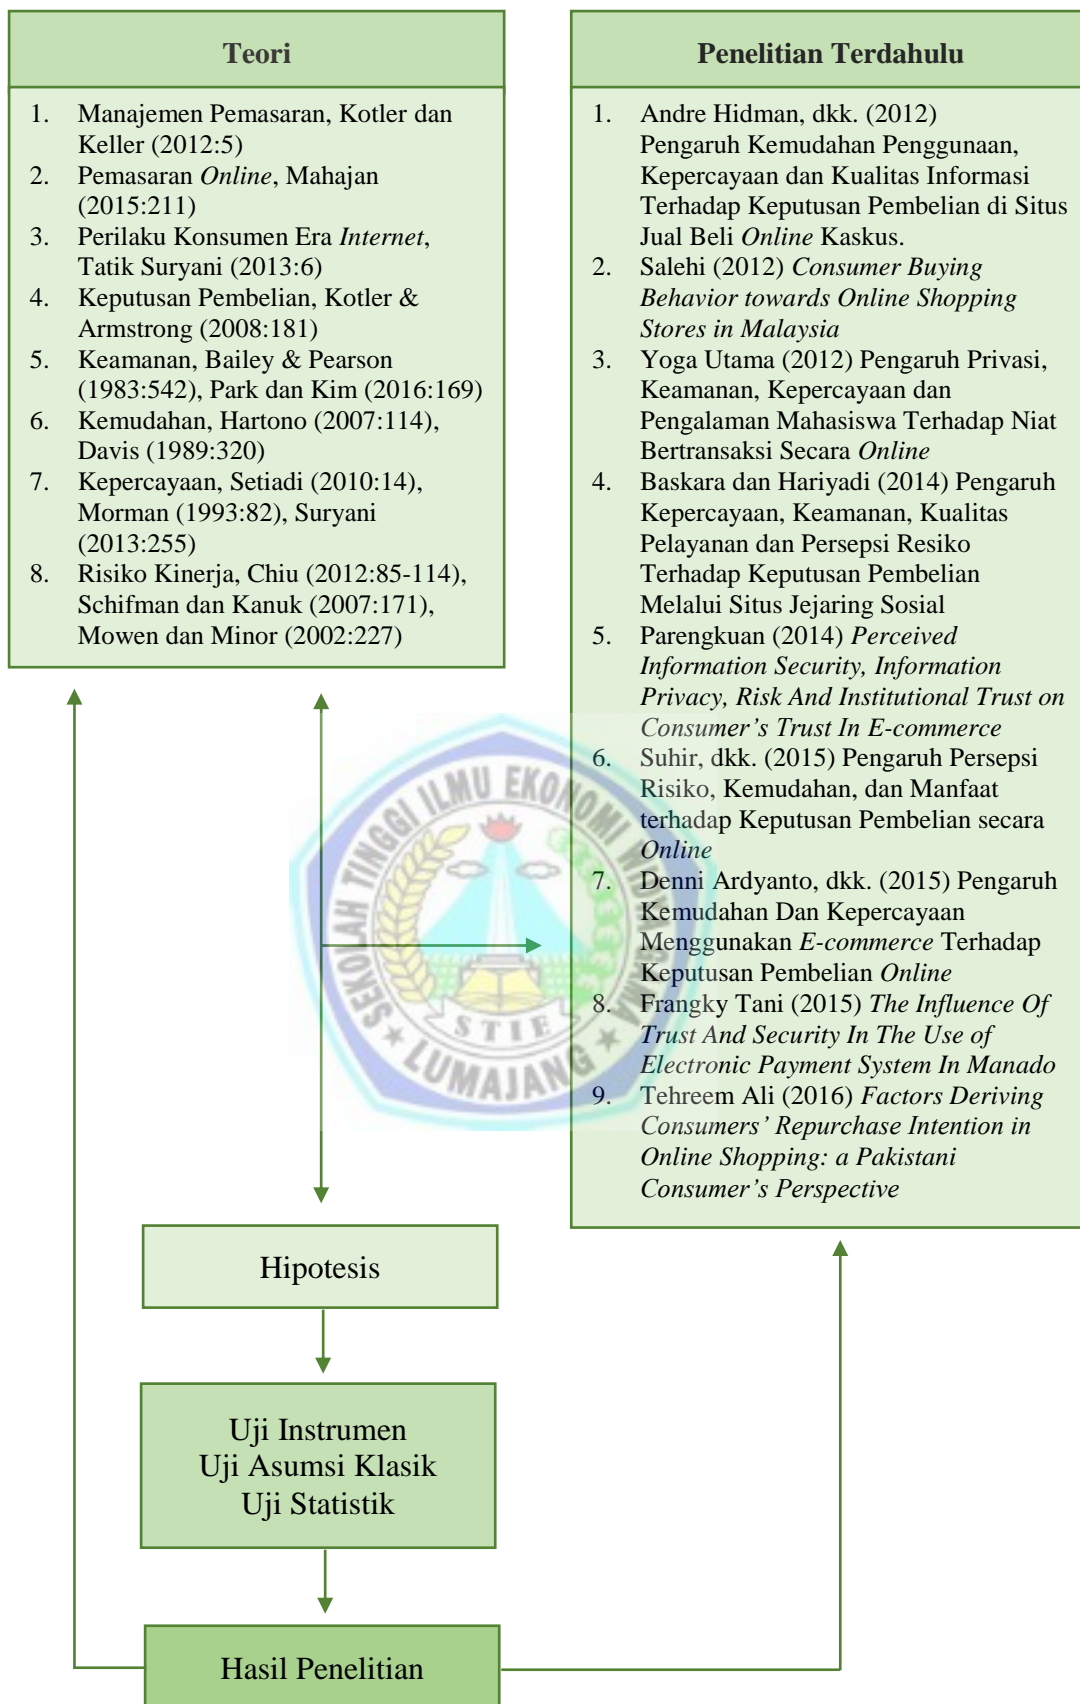 Teori
1. Manajemen Pemasaran, Kotler dan
Keller (2012:5)
2. Pemasaran Online, Mahajan
(2015:211)
3. Perilaku Konsumen Era Internet,
Tatik Suryani (2013:6)
4. Keputusan Pembelian, Kotler &
Armstrong (2008:181)
5. Keamanan, Bailey & Pearson
(1983:542), Park dan Kim (2016:169)
6. Kemudahan, Hartono (2007:114),
Davis (1989:320)
7. Kepercayaan, Setiadi (2010:14),
Morman (1993:82), Suryani
(2013:255)
8. Risiko Kinerja, Chiu (2012:85-114),
Schifman dan Kanuk (2007:171),
Mowen dan Minor (2002:227)
Penelitian Terdahulu
1. Andre Hidman, dkk. (2012)
Pengaruh Kemudahan Penggunaan,
Kepercayaan dan Kualitas Informasi
Terhadap Keputusan Pembelian di Situs
Jual Beli Online Kaskus.
2. Salehi (2012) Consumer Buying
Behavior towards Online Shopping
Stores in Malaysia
3. Yoga Utama (2012) Pengaruh Privasi,
Keamanan, Kepercayaan dan
Pengalaman Mahasiswa Terhadap Niat
Bertransaksi Secara Online
4. Baskara dan Hariyadi (2014) Pengaruh
Kepercayaan, Keamanan, Kualitas
Pelayanan dan Persepsi Resiko
Terhadap Keputusan Pembelian
Melalui Situs Jejaring Sosial
5. Parengkuan (2014) Perceived
Information Security, Information
Privacy, Risk And Institutional Trust on
Consumer’s Trust In E-commerce
6. Suhir, dkk. (2015) Pengaruh Persepsi
Risiko, Kemudahan, dan Manfaat
terhadap Keputusan Pembelian secara
Online
7. Denni Ardyanto, dkk. (2015) Pengaruh
Kemudahan Dan Kepercayaan
Menggunakan E-commerce Terhadap
Keputusan Pembelian Online
8. Frangky Tani (2015) The Influence Of
Trust And Security In The Use of
Electronic Payment System In Manado
9. Tehreem Ali (2016) Factors Deriving
Consumers’ Repurchase Intention in
Online Shopping: a Pakistani
Consumer’s Perspective
SEKOLAH TINGGI ILMU EKONOMI WIDYA GAMA
STIE
LUMAJANG
Hipotesis
Uji Instrumen
Uji Asumsi Klasik
Uji Statistik
Hasil Penelitian